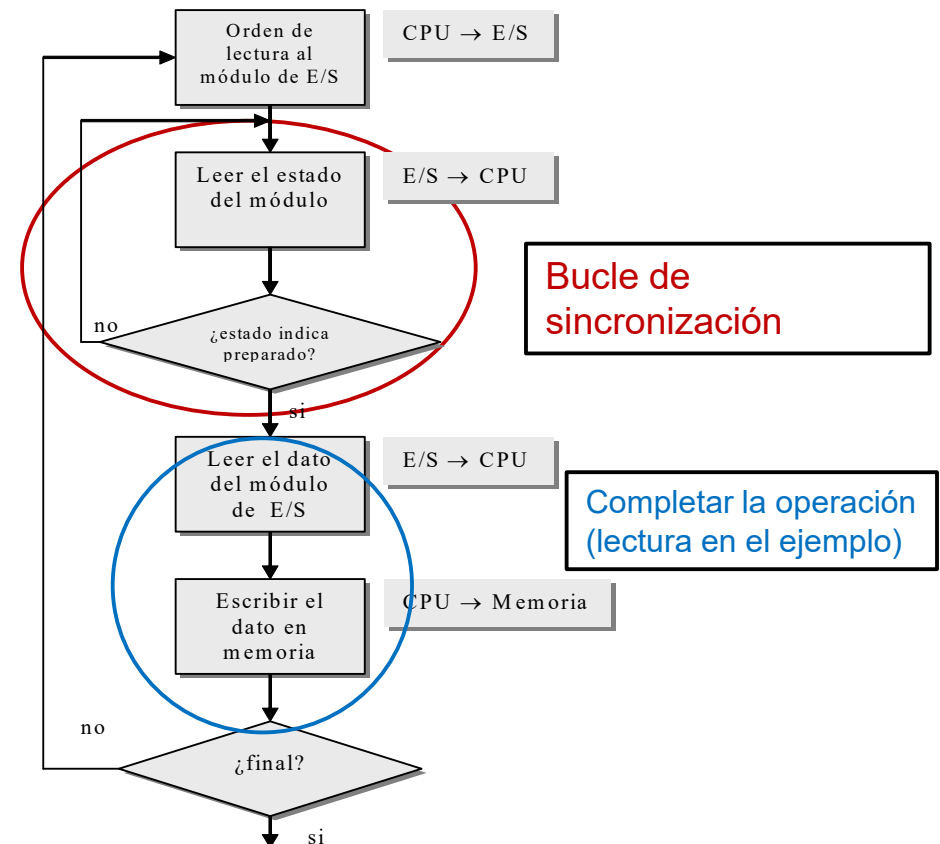 Orden de
lectura al
módulo de E/S
CPU → E/S
Leer el estado
del módulo
E/S → CPU
Bucle de
sincronización
no
¿estado indica
preparado?
si
Leer el dato
del módulo
de E/S
E/S → CPU
Completar la operación
(lectura en el ejemplo)
Escribir el
dato en
memoria
CPU → Memoria
no
¿final?
si